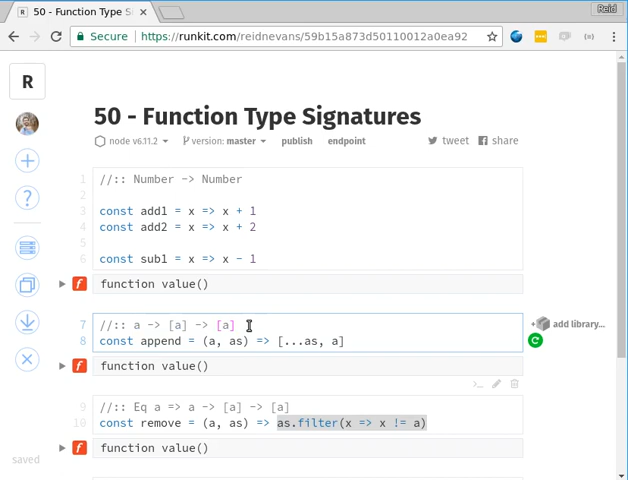 Reid
R 50 - Function Type Si
Secure https://runkit.com/reidnevans/59b15a873d50110012a0ea92
R
50 - Function Type Signatures
node v6.11.2 version: master publish endpoint tweet share
1 //:: Number -> Number
2
3 const add1 = x => x + 1
4 const add2 = x => x + 2
5
6 const sub1 = x => x - 1
f function value()
7 //:: a -> [a] -> [a]
+ add library...
8 const append = (a, as) => [...as, a]
f function value()
>_
9 //:: Eq a => a -> [a] -> [a]
10 const remove = (a, as) => as.filter(x => x != a)
f function value()
saved